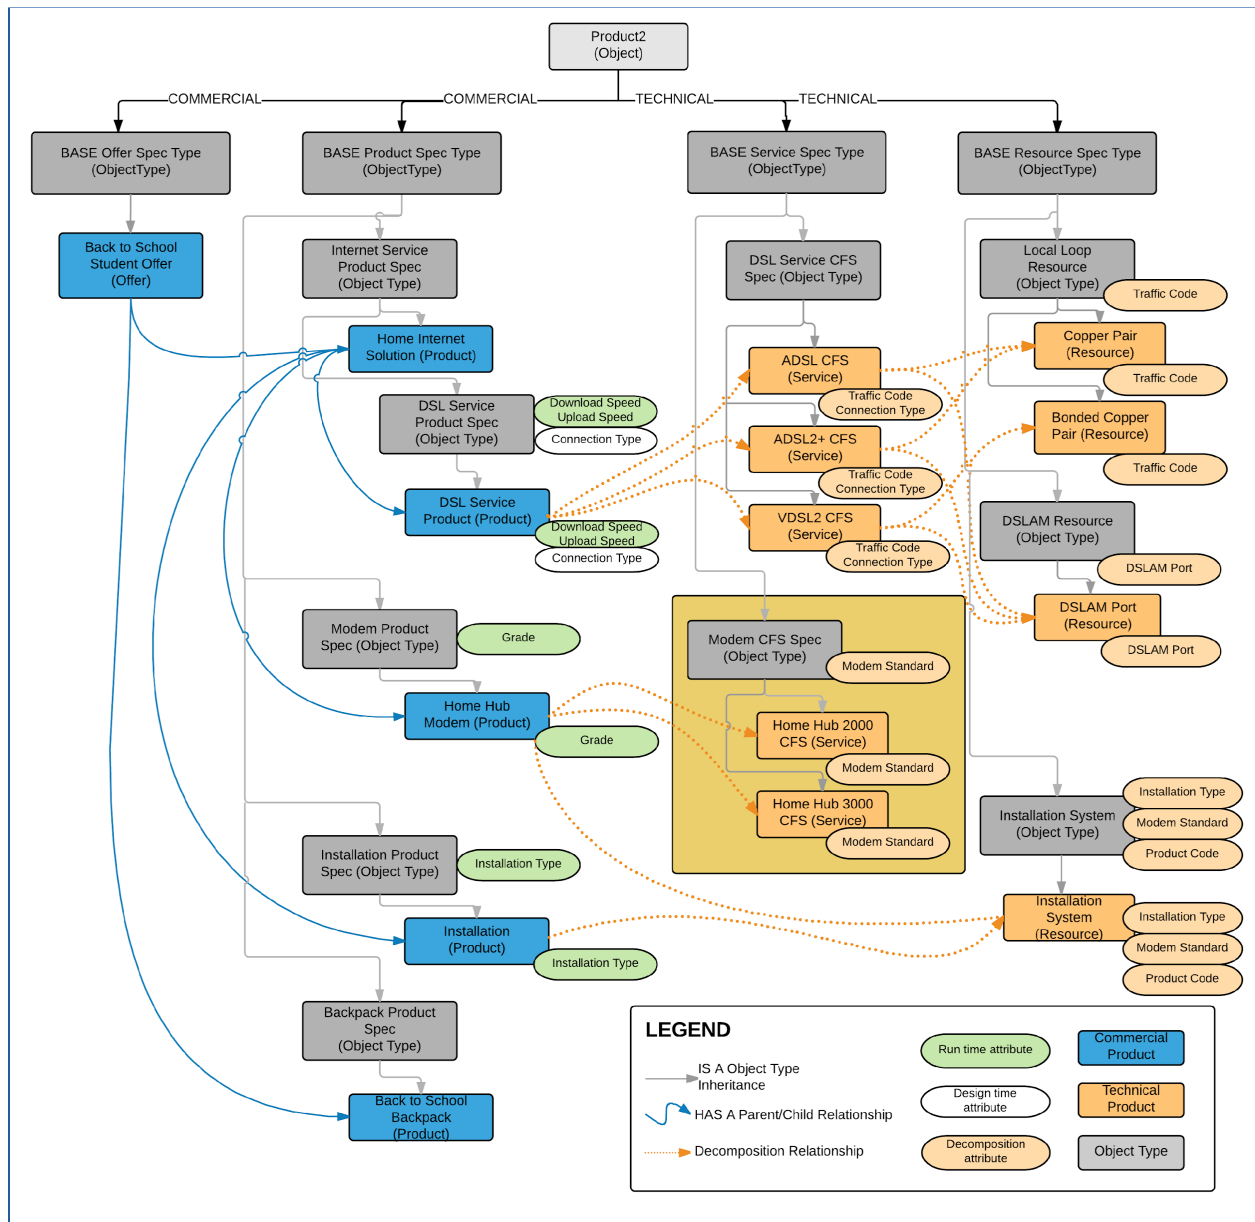 Product2
(Object)
COMMERCIAL
COMMERCIAL
TECHNICAL
TECHNICAL
BASE Offer Spec Type
(ObjectType)
BASE Product Spec Type
(ObjectType)
BASE Service Spec Type
(ObjectType)
BASE Resource Spec Type
(ObjectType)
Back to School
Student Offer
(Offer)
Internet Service
Product Spec
(Object Type)
DSL Service CFS
Spec (Object Type)
Local Loop
Resource
(Object Type)
Traffic Code
Home Internet
Solution (Product)
ADSL CFS
(Service)
Traffic Code
Connection Type
Copper Pair
(Resource)
Traffic Code
DSL Service
Product Spec
(Object Type)
Download Speed
Upload Speed
Connection Type
ADSL2+ CFS
(Service)
Traffic Code
Connection Type
Bonded Copper
Pair (Resource)
Traffic Code
DSL Service
Product (Product)
Download Speed
Upload Speed
Connection Type
VDSL2 CFS
(Service)
Traffic Code
Connection Type
DSLAM Resource
(Object Type)
DSLAM Port
DSLAM Port
(Resource)
DSLAM Port
Modem Product
Spec (Object Type)
Grade
Modem CFS Spec
(Object Type)
Modem Standard
Home Hub
Modem (Product)
Grade
Home Hub 2000
CFS (Service)
Modem Standard
Home Hub 3000
CFS (Service)
Modem Standard
Installation System
(Object Type)
Installation Type
Modem Standard
Product Code
Installation Product
Spec (Object Type)
Installation Type
Installation
(Product)
Installation Type
Installation
System
(Resource)
Installation Type
Modem Standard
Product Code
Backpack Product
Spec
(Object Type)
Back to School
Backpack
(Product)
LEGEND
IS A Object Type
Inheritance
HAS A Parent/Child Relationship
Decomposition Relationship
Run time attribute
Design time
attribute
Decomposition
attribute
Commercial
Product
Technical
Product
Object Type